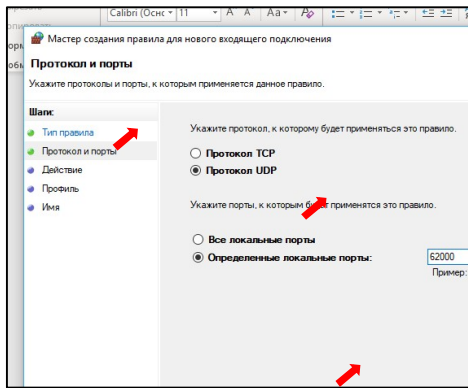 Calibri (Оснс 11 A A Aa
Мастер создания правила для нового входящего подключения
Протокол и порты
Укажите протоколы и порты, к которым применяется данное правило.
Шаги:
Тип правила
Протокол и порты
Действие
Профиль
Имя
Укажите протокол, к которому будет применяться это правило.
Протокол TCP
Протокол UDP
Укажите порты, к которым будет применятся это правило.
Все локальные порты
Определенные локальные порты: 62000
Пример: